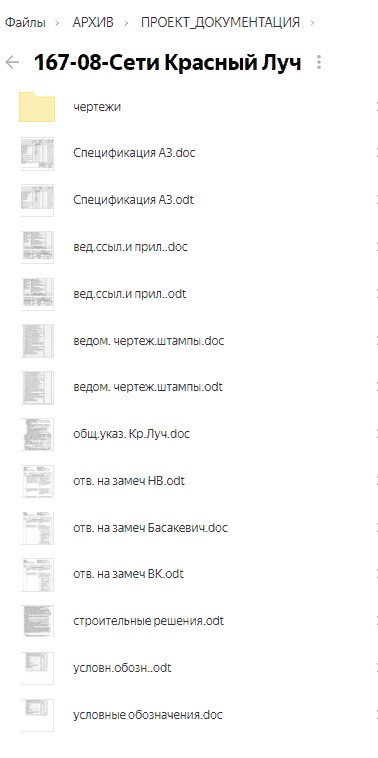 Файлы > АРХИВ > ПРОЕКТ_ДОКУМЕНТАЦИЯ >
167-08-Сети Красный Луч
чертежи
Спецификация А3.doc
Спецификация А3.odt
вед.ссыл.и прил..doc
вед.ссыл.и прил..odt
ведом. чертеж.штампы.doc
ведом. чертеж.штампы.odt
общ.указ. Кр.Луч.doc
отв. на замеч НВ.odt
отв. на замеч Басакевич.doc
отв. на замеч ВК.odt
строительные решения.odt
условн.обозн..odt
условные обозначения.doc